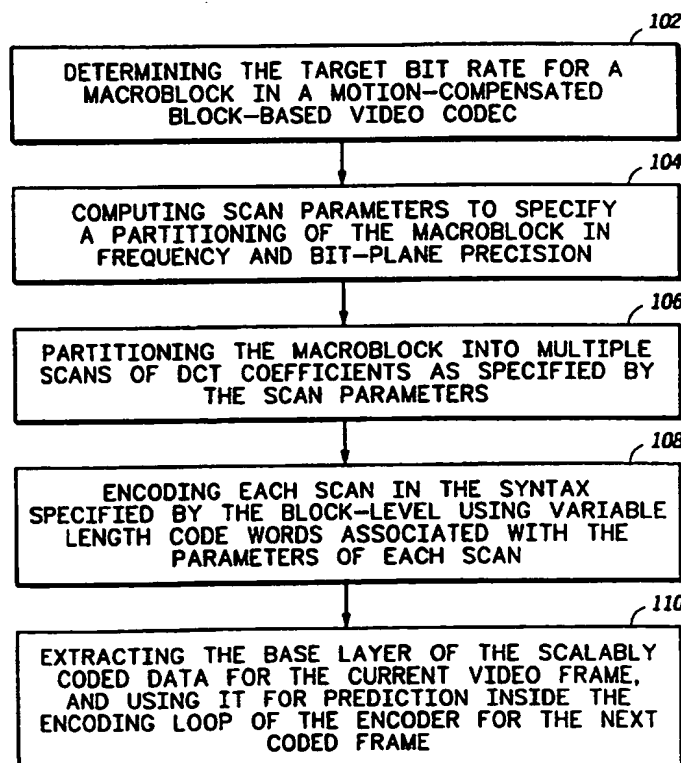 102
DETERMINING THE TARGET BIT RATE FOR A
MACROBLOCK IN A MOTION-COMPENSATED
BLOCK-BASED VIDEO CODEC
104
COMPUTING SCAN PARAMETERS TO SPECIFY
A PARTITIONING OF THE MACROBLOCK IN
FREQUENCY AND BIT-PLANE PRECISION
106
PARTITIONING THE MACROBLOCK INTO MULTIPLE
SCANS OF DCT COEFFICIENTS AS SPECIFIED BY
THE SCAN PARAMETERS
108
ENCODING EACH SCAN IN THE SYNTAX
SPECIFIED BY THE BLOCK-LEVEL USING VARIABLE
LENGTH CODE WORDS ASSOCIATED WITH THE
PARAMETERS OF EACH SCAN
110
EXTRACTING THE BASE LAYER OF THE SCALABLY
CODED DATA FOR THE CURRENT VIDEO FRAME,
AND USING IT FOR PREDICTION INSIDE THE
ENCODING LOOP OF THE ENCODER FOR THE NEXT
CODED FRAME